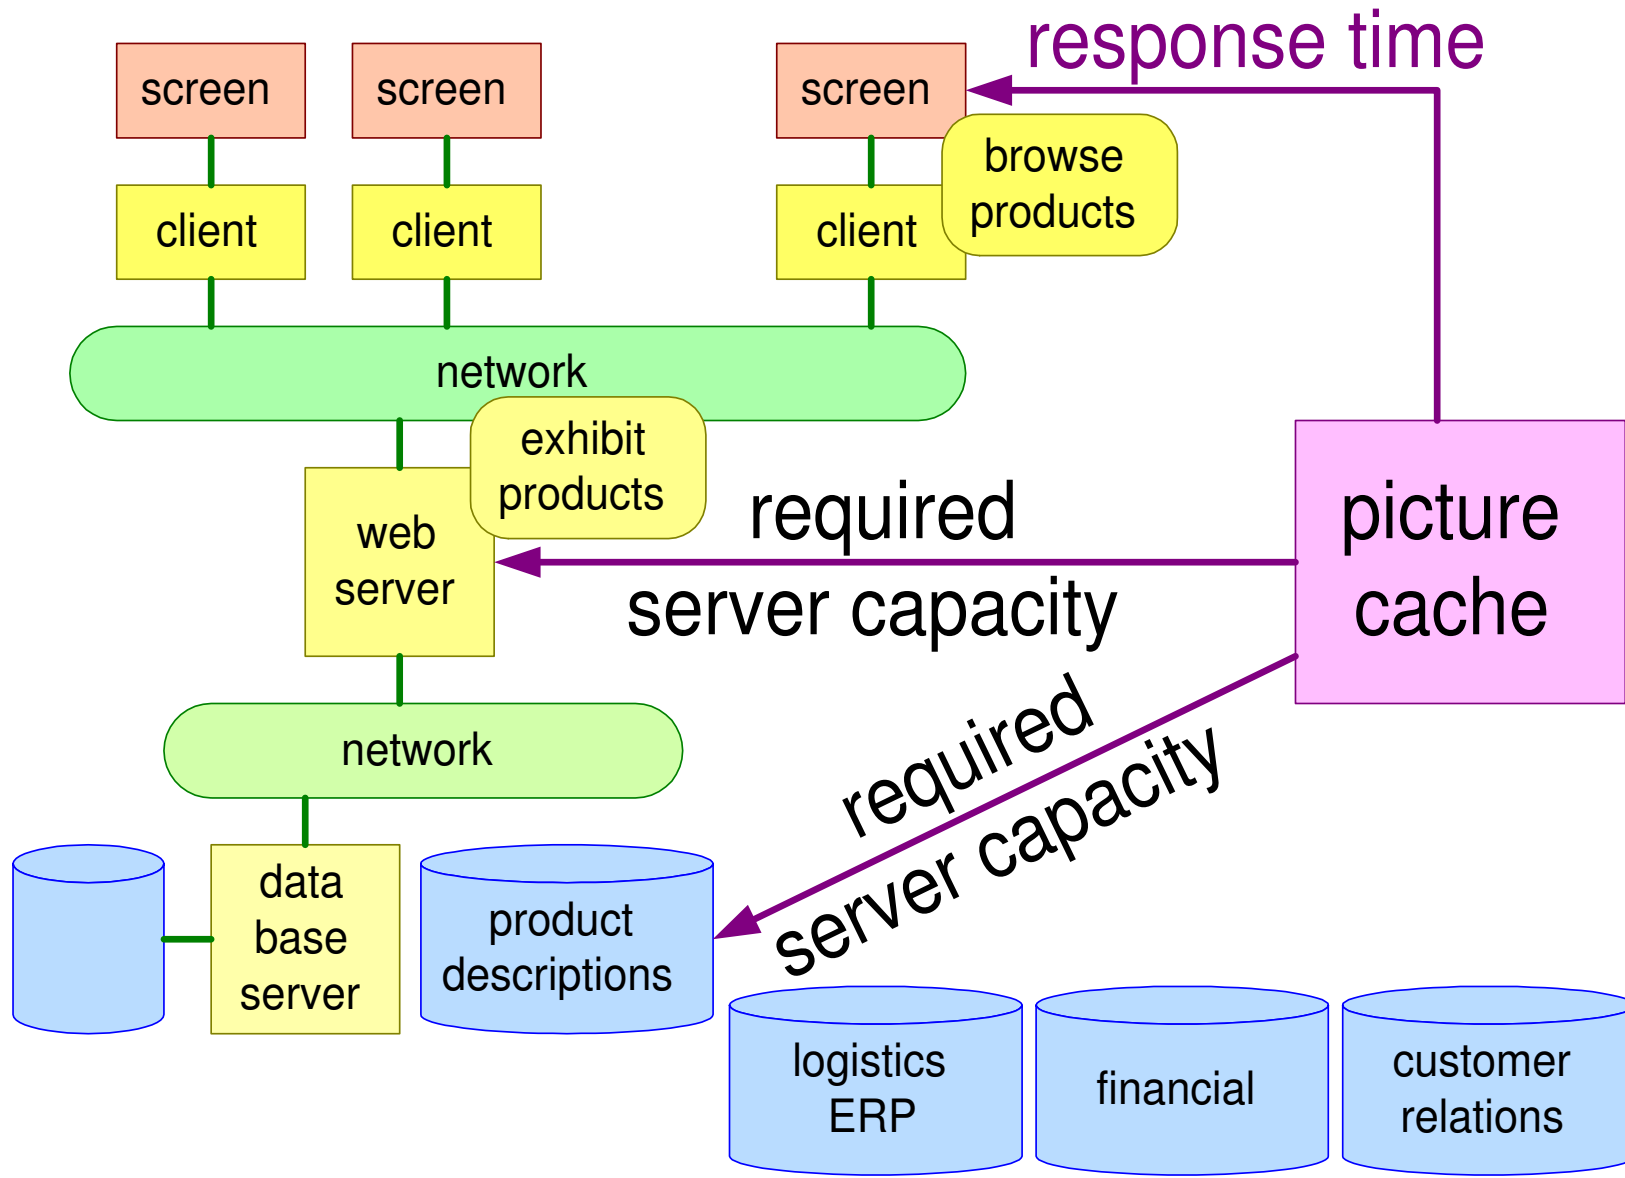 response time
screen
screen
screen
browse
products
client
client
client
network
exhibit
products
web
server
required
server capacity
picture
cache
required
server capacity
network
data
base
server
product
descriptions
logistics
ERP
financial
customer
relations